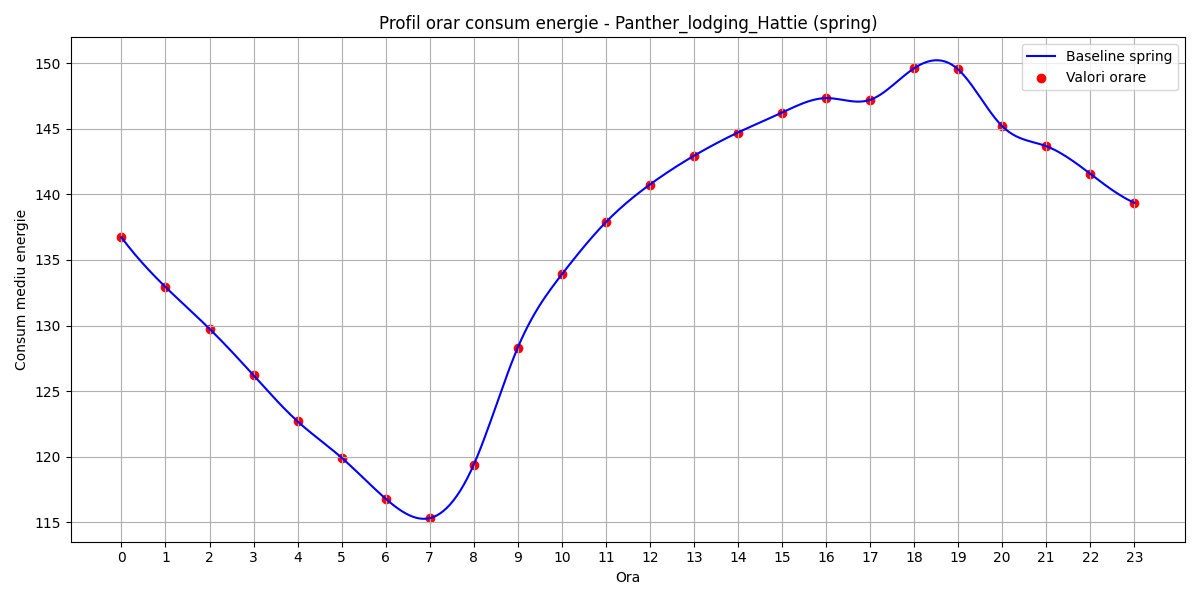 Profil orar consum energie - Panther_lodging_Hattie (spring)
Baseline spring
Valori orare
Consum mediu energie
150
145
140
135
130
125
120
115
0 1 2 3 4 5 6 7 8 9 10 11 12 13 14 15 16 17 18 19 20 21 22 23
Ora